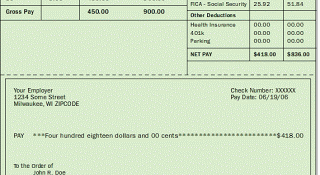 FICA - Social Security 25.92 51.84
Gross Pay 450.00 900.00
Other Deductions
Health Insurance 00.00 00.00
401k 00.00 00.00
Parking 00.00 00.00
NET PAY $418.00 $836.00
Your Employer
1234 Some Street
Milwaukee, WI ZIPCODE
Check Number: XXXXXX
Pay Date: 06/19/06
PAY ***Four hundred eighteen dollars and 00 cents*************************$418.00
To the Order of
John R. Doe